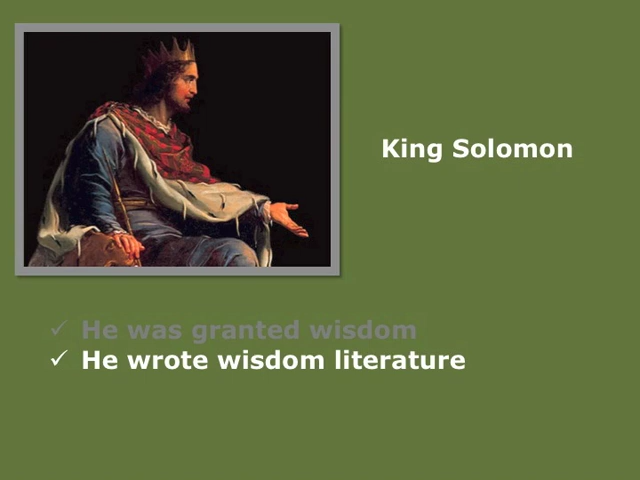 King Solomon
✓ He was granted wisdom
✓ He wrote wisdom literature